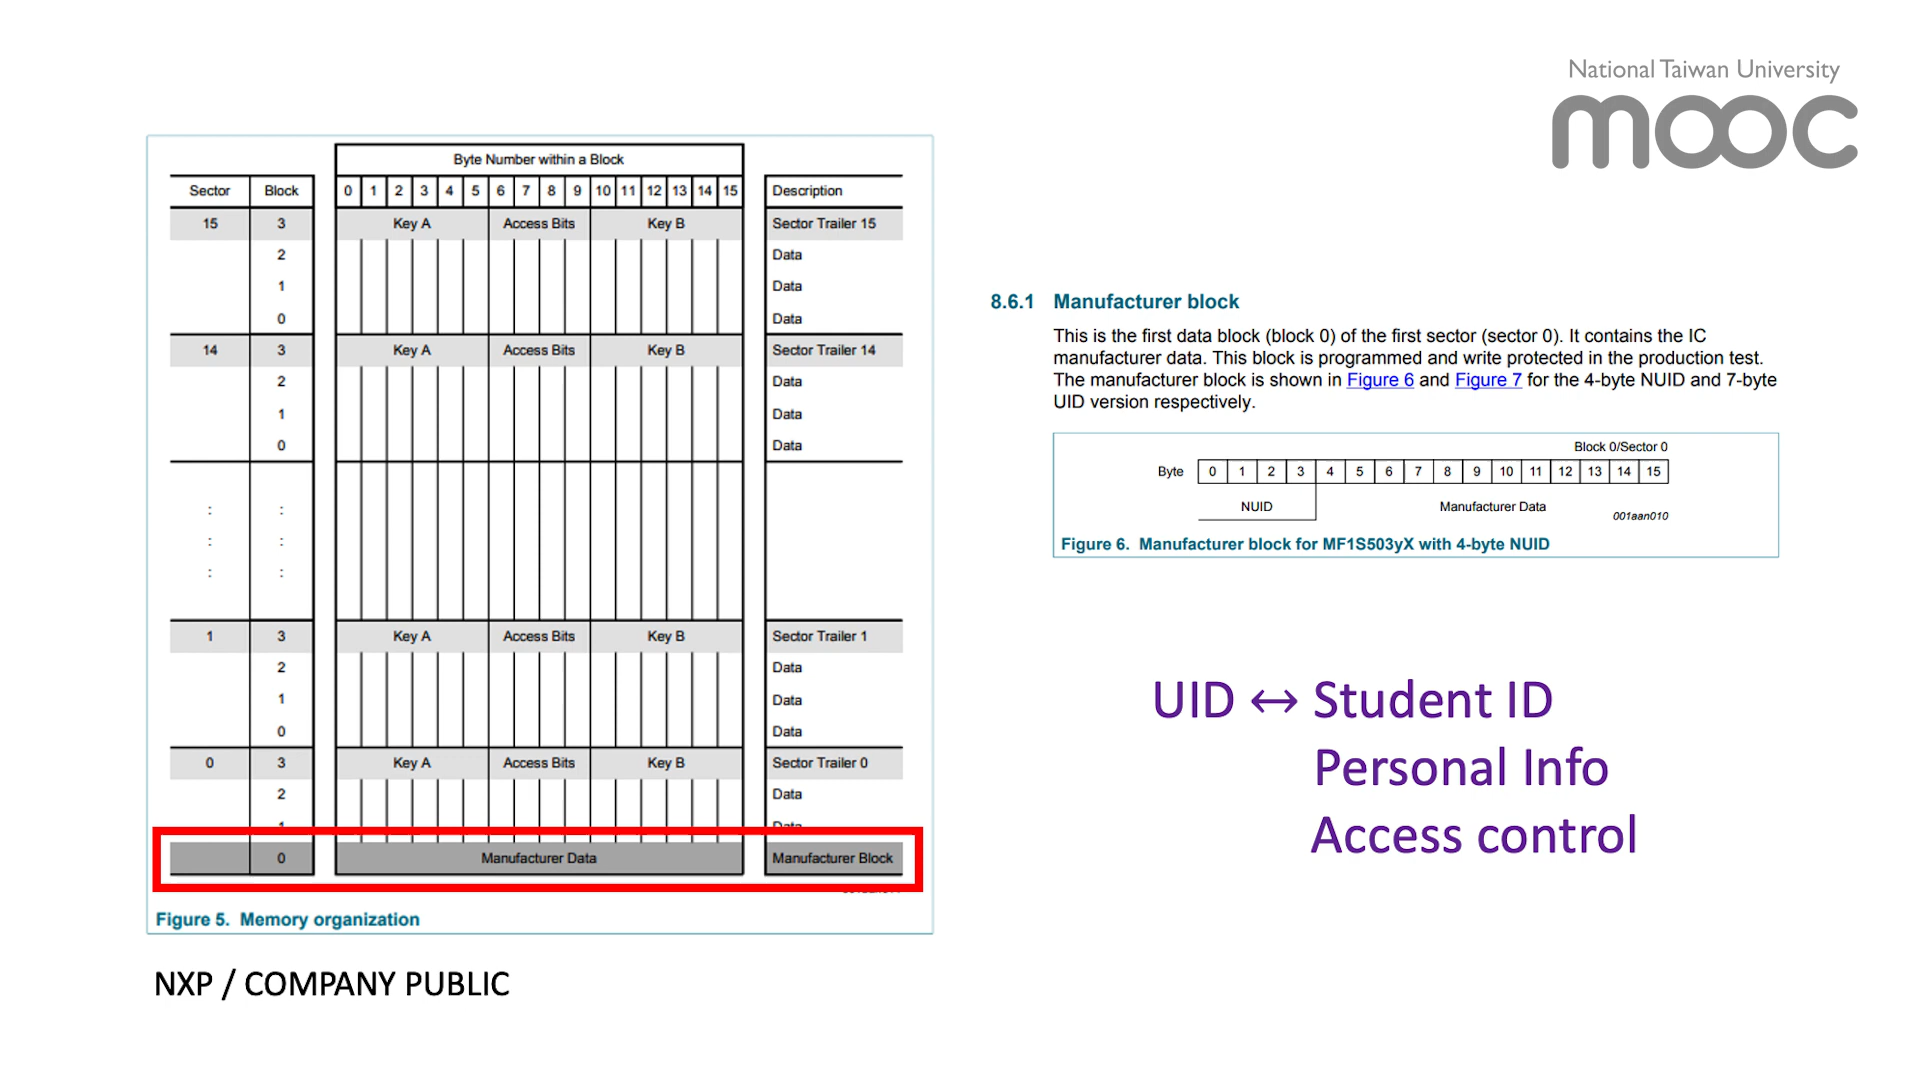 National Taiwan University
mooc
Byte Number within a Block
Sector Block 0 1 2 3 4 5 6 7 8 9 10 11 12 13 14 15 Description
15 3 Key A Access Bits Key B Sector Trailer 15
2 Data
1 Data
0 Data
14 3 Key A Access Bits Key B Sector Trailer 14
2 Data
1 Data
0 Data
: :
: :
: :
1 3 Key A Access Bits Key B Sector Trailer 1
2 Data
1 Data
0 Data
0 3 Key A Access Bits Key B Sector Trailer 0
2 Data
1 Data
0 Manufacturer Data Manufacturer Block
Figure 5. Memory organization
NXP / COMPANY PUBLIC
8.6.1 Manufacturer block
This is the first data block (block 0) of the first sector (sector 0). It contains the IC
manufacturer data. This block is programmed and write protected in the production test.
The manufacturer block is shown in Figure 6 and Figure 7 for the 4-byte NUID and 7-byte
UID version respectively.
Block 0/Sector 0
Byte 0 1 2 3 4 5 6 7 8 9 10 11 12 13 14 15
NUID Manufacturer Data
001aan010
Figure 6. Manufacturer block for MF1S503yX with 4-byte NUID
UID ↔ Student ID
Personal Info
Access control